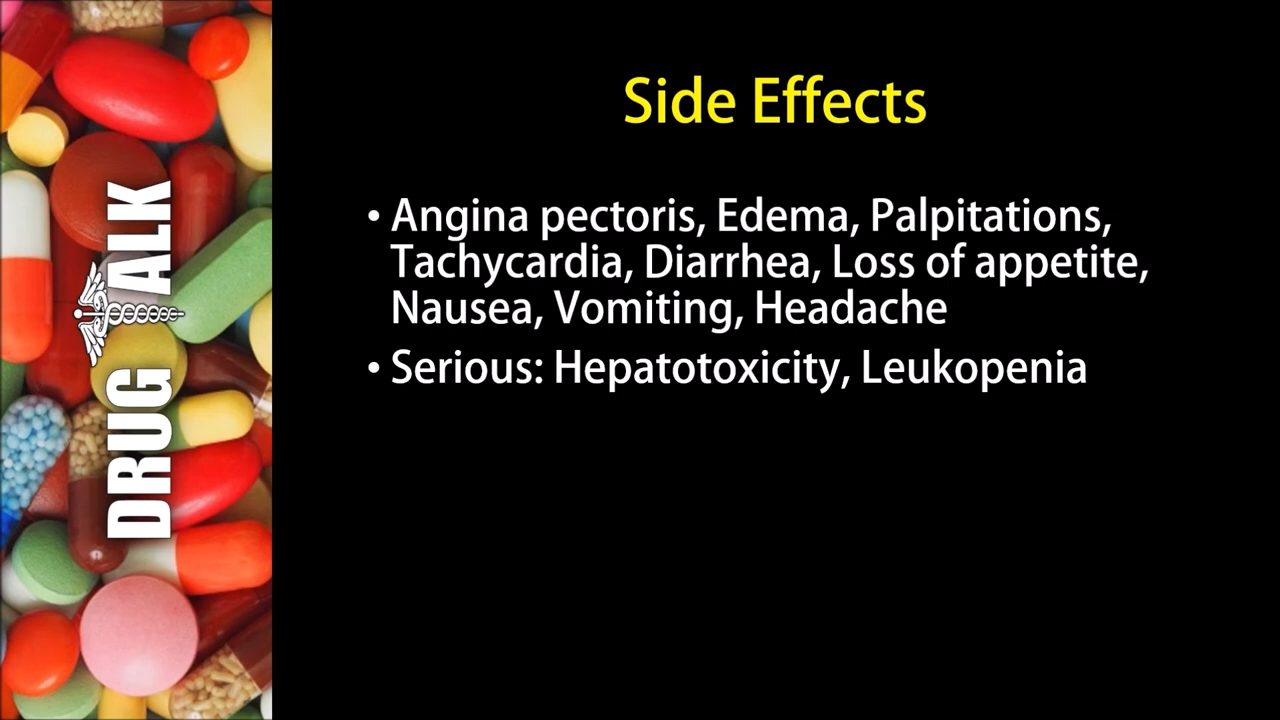 DRUG TALK
Side Effects
• Angina pectoris, Edema, Palpitations,
Tachycardia, Diarrhea, Loss of appetite,
Nausea, Vomiting, Headache
• Serious: Hepatotoxicity, Leukopenia